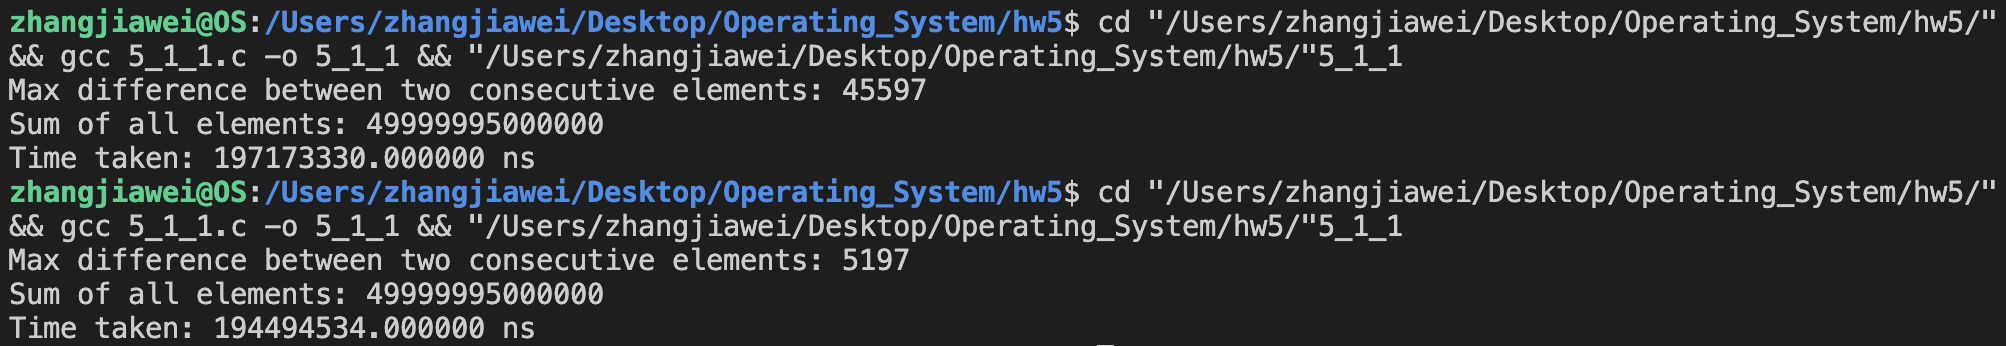 zhangjiawei@OS:/Users/zhangjiawei/Desktop/Operating_System/hw5$ cd "/Users/zhangjiawei/Desktop/Operating_System/hw5/"
&& gcc 5_1_1.c -o 5_1_1 && "/Users/zhangjiawei/Desktop/Operating_System/hw5/"5_1_1
Max difference between two consecutive elements: 45597
Sum of all elements: 49999995000000
Time taken: 197173330.000000 ns
zhangjiawei@OS:/Users/zhangjiawei/Desktop/Operating_System/hw5$ cd "/Users/zhangjiawei/Desktop/Operating_System/hw5/"
&& gcc 5_1_1.c -o 5_1_1 && "/Users/zhangjiawei/Desktop/Operating_System/hw5/"5_1_1
Max difference between two consecutive elements: 5197
Sum of all elements: 49999995000000
Time taken: 194494534.000000 ns